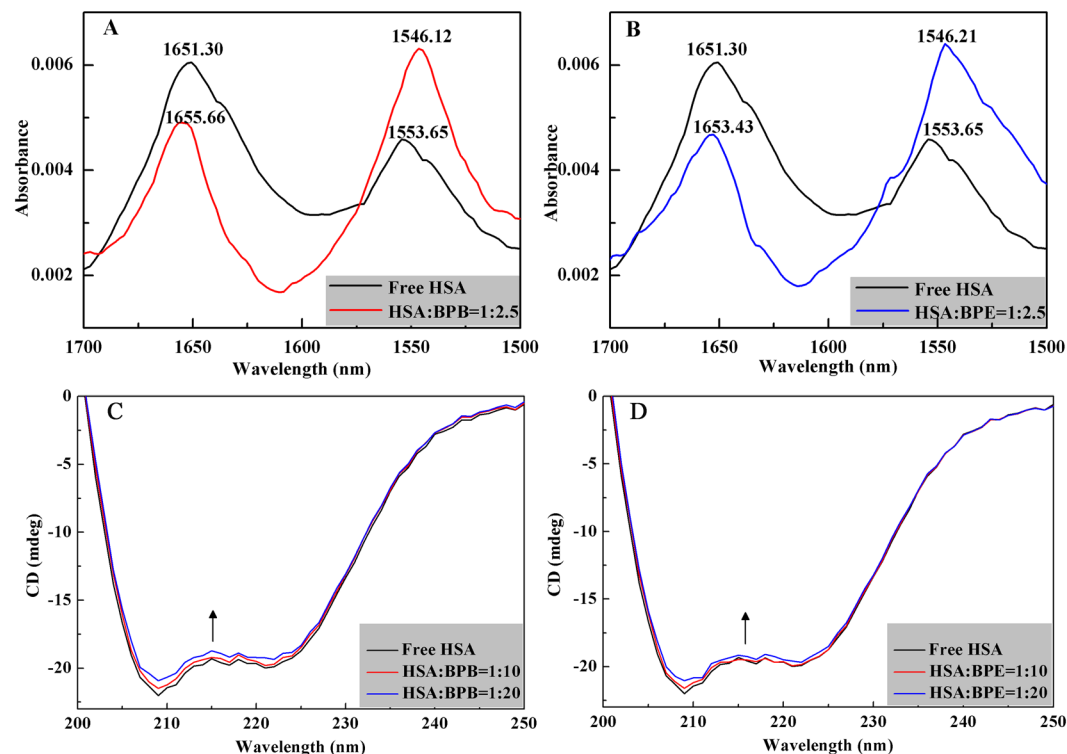 A
1651.30
1546.12
1655.66
1553.65
0.006
0.004
0.002
Absorbance
Free HSA
HSA:BPB=1:2.5
1700 1650 1600 1550 1500
Wavelength (nm)
B
1651.30
1546.21
1653.43
1553.65
0.006
0.004
0.002
Absorbance
Free HSA
HSA:BPE=1:2.5
1700 1650 1600 1550 1500
Wavelength (nm)
C
0
-5
-10
-15
-20
CD (mdeg)
Free HSA
HSA:BPB=1:10
HSA:BPB=1:20
200 210 220 230 240 250
Wavelength (nm)
D
0
-5
-10
-15
-20
CD (mdeg)
Free HSA
HSA:BPE=1:10
HSA:BPE=1:20
200 210 220 230 240 250
Wavelength (nm)